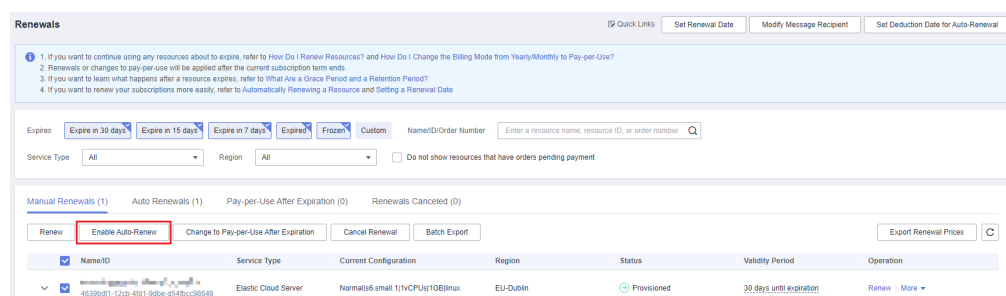 Renewals
Quick Links
Set Renewal Date
Modify Message Recipient
Set Deduction Date for Auto-Renewal
1. If you want to continue using any resources about to expire, refer to How Do I Renew Resources? and How Do I Change the Billing Mode from Yearly/Monthly to Pay-per-Use?
2. Renewals or changes to pay-per-use will be applied after the current subscription term ends.
3. If you want to learn what happens after a resource expires, refer to What Are a Grace Period and a Retention Period?
4. If you want to renew your subscriptions more easily, refer to Automatically Renewing a Resource and Setting a Renewal Date
Expires Expire in 30 days Expire in 15 days Expire in 7 days Expired Frozen Custom Name/ID/Order Number Enter a resource name, resource ID, or order number
Service Type All Region All Do not show resources that have orders pending payment
Manual Renewals (1) Auto Renewals (1) Pay-per-Use After Expiration (0) Renewals Canceled (0)
Renew Enable Auto-Renew Change to Pay-per-Use After Expiration Cancel Renewal Batch Export Export Renewal Prices
Name/ID Service Type Current Configuration Region Status Validity Period Operation
Elastic Cloud Server Normal|s6.small.1|1vCPUs|1GB|linux EU-Dublin Provisioned 30 days until expiration Renew More
4639bdf1-12cb-4fd1-9dbe-d54fbcc98649